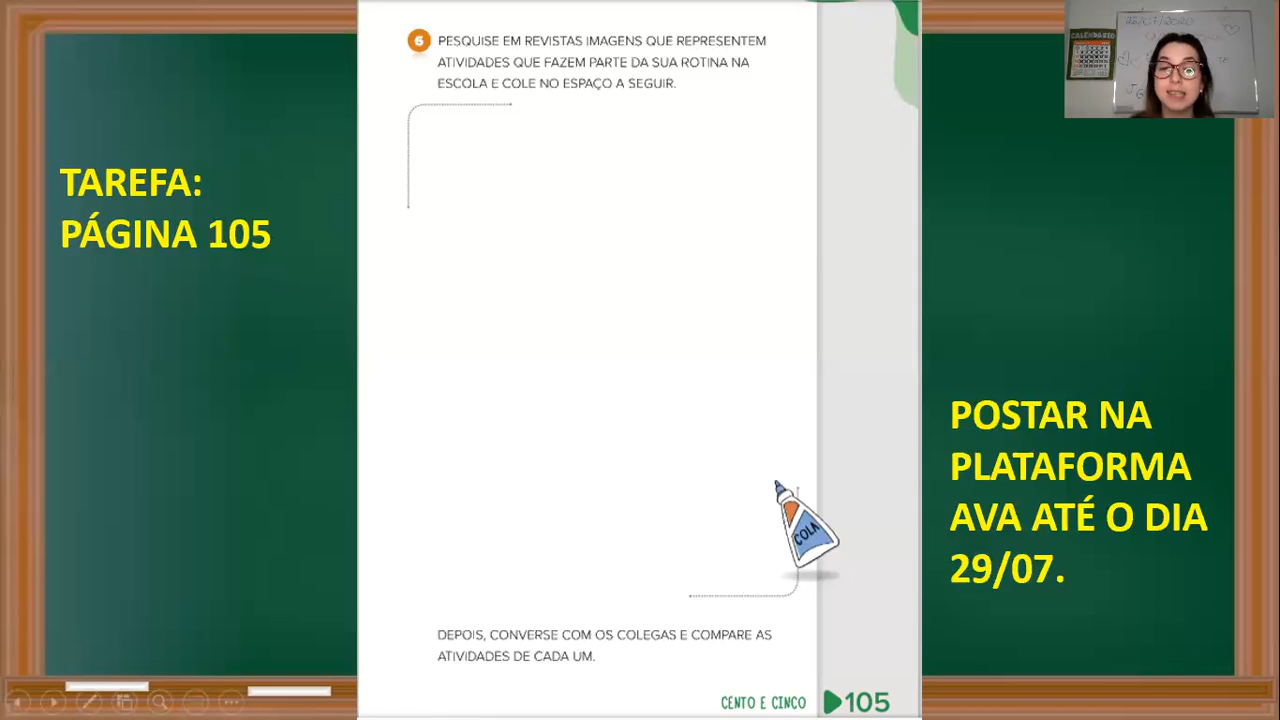 TAREFA:
PÁGINA 105
6 PESQUISE EM REVISTAS IMAGENS QUE REPRESENTEM
ATIVIDADES QUE FAZEM PARTE DA SUA ROTINA NA
ESCOLA E COLE NO ESPAÇO A SEGUIR.
COLA
DEPOIS, CONVERSE COM OS COLEGAS E COMPARE AS
ATIVIDADES DE CADA UM.
CENTO E CINCO 105
CALENDÁRIO
POSTAR NA
PLATAFORMA
AVA ATÉ O DIA
29/07.